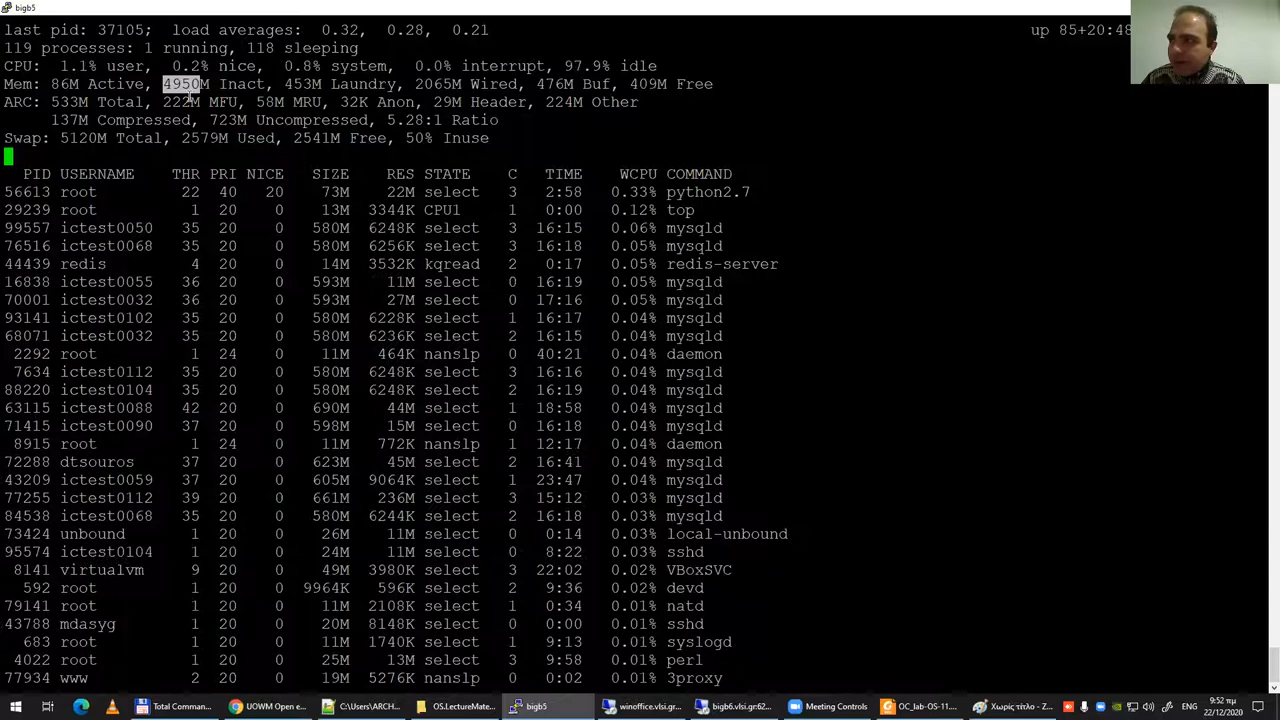 bigb5
last pid: 37105;  load averages:  0.32,  0.28,  0.21 up 85+20:48
119 processes: 1 running, 118 sleeping
CPU:  1.1% user,  0.2% nice,  0.8% system,  0.0% interrupt, 97.9% idle
Mem: 86M Active, 4950M Inact, 453M Laundry, 2065M Wired, 476M Buf, 409M Free
ARC: 533M Total, 222M MFU, 58M MRU, 32K Anon, 29M Header, 224M Other
137M Compressed, 723M Uncompressed, 5.28:1 Ratio
Swap: 5120M Total, 2579M Used, 2541M Free, 50% Inuse
PID USERNAME THR PRI NICE SIZE RES STATE C TIME WCPU COMMAND
56613 root 22 40 20 73M 22M select 3 2:58 0.33% python2.7
29239 root 1 20 0 13M 3344K CPU1 1 0:00 0.12% top
99557 ictest0050 35 20 0 580M 6248K select 3 16:15 0.06% mysqld
76516 ictest0068 35 20 0 580M 6256K select 3 16:18 0.05% mysqld
44439 redis 4 20 0 14M 3532K kqread 2 0:17 0.05% redis-server
16838 ictest0055 36 20 0 593M 11M select 0 16:19 0.05% mysqld
70001 ictest0032 36 20 0 593M 27M select 0 17:16 0.05% mysqld
93141 ictest0102 35 20 0 580M 6228K select 1 16:17 0.04% mysqld
68071 ictest0032 35 20 0 580M 6236K select 2 16:15 0.04% mysqld
2292 root 1 24 0 11M 464K nanslp 0 40:21 0.04% daemon
7634 ictest0112 35 20 0 580M 6248K select 3 16:16 0.04% mysqld
88220 ictest0104 35 20 0 580M 6248K select 2 16:19 0.04% mysqld
63115 ictest0088 42 20 0 690M 44M select 1 18:58 0.04% mysqld
71415 ictest0090 37 20 0 598M 15M select 0 16:18 0.04% mysqld
8915 root 1 24 0 11M 772K nanslp 1 12:17 0.04% daemon
72288 dtsouros 37 20 0 623M 45M select 2 16:41 0.04% mysqld
43209 ictest0059 37 20 0 605M 9064K select 1 23:47 0.04% mysqld
77255 ictest0112 39 20 0 661M 236M select 3 15:12 0.04% mysqld
84538 ictest0068 35 20 0 580M 6244K select 2 16:18 0.04% mysqld
73424 unbound 1 20 0 26M 11M select 0 0:14 0.03% local-unbound
95574 ictest0104 1 20 0 24M 11M select 0 8:22 0.03% sshd
8141 virtualvm 9 20 0 49M 3980K select 3 22:02 0.02% VBoxSVC
592 root 1 20 0 9964K 596K select 2 9:36 0.02% devd
79141 root 1 20 0 11M 2108K select 1 0:34 0.01% natd
43788 mdasyg 1 20 0 20M 8148K select 0 0:00 0.01% sshd
683 root 1 20 0 11M 1740K select 1 9:13 0.01% syslogd
4022 root 1 20 0 25M 13M select 3 9:58 0.01% perl
77934 www 2 20 0 19M 5276K nanslp 0 0:02 0.01% 3proxy
Total Comman... UOWM Open e... C:\Users\ARCH... OS.LectureMate... bigb5 winoffice.vlsi.gr... bigb6.vlsi.gr:62... Meeting Controls OC_lab-OS-11... Χωρίς τίτλο - Ζ... ENG 9:52 πμ
22/12/2020